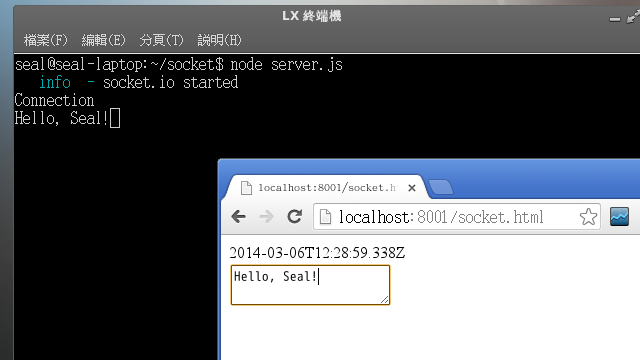 LX 終端機
檔案(F) 編輯(E) 分頁(T) 說明(H)
seal@seal-laptop:~/socket$ node server.js
info - socket.io started
Connection
Hello, Seal!
localhost:8001/socket.h
localhost:8001/socket.html
2014-03-06T12:28:59.338Z
Hello, Seal!